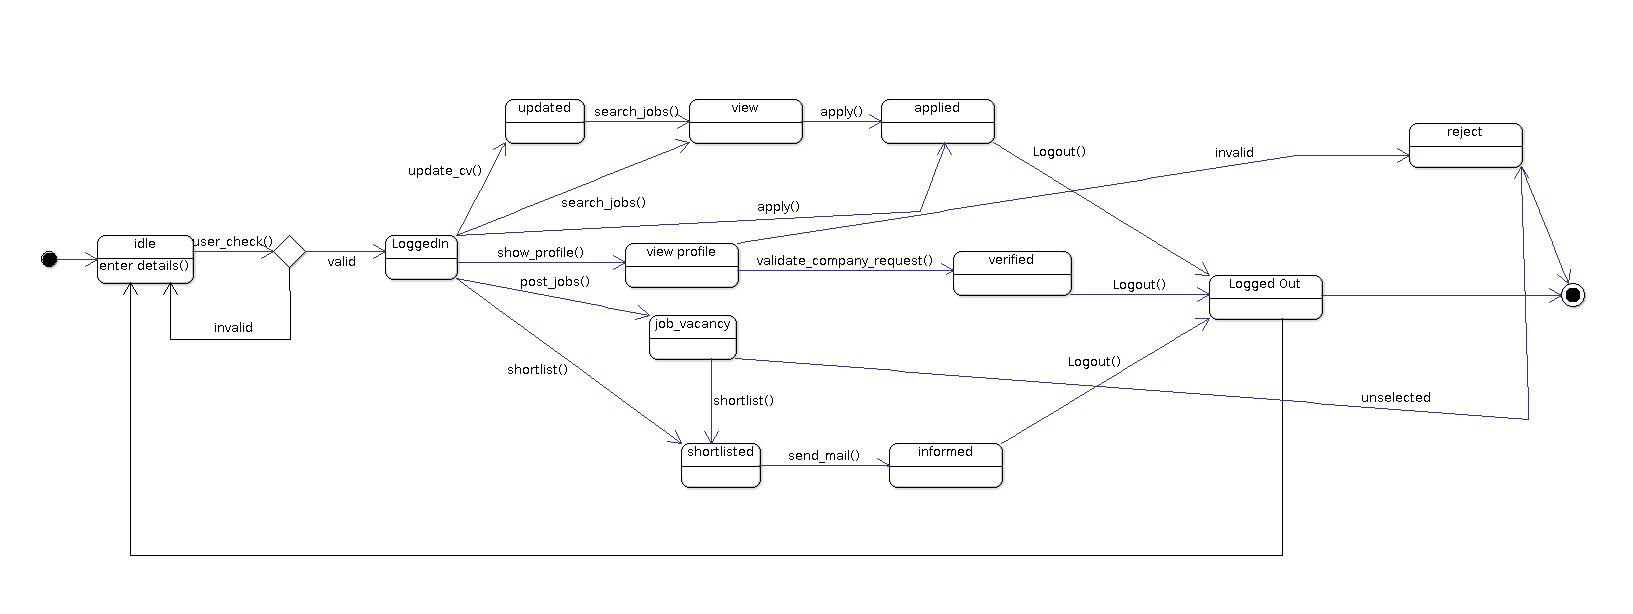 updated
search_jobs()
view
apply()
applied
reject
Logout()
invalid
update_cv()
search_jobs()
apply()
idle
enter details()
user_check()
valid
LoggedIn
show_profile()
view profile
validate_company_request()
verified
post_jobs()
Logout()
Logged Out
invalid
job_vacancy
shortlist()
Logout()
shortlist()
unselected
shortlisted
send_mail()
informed